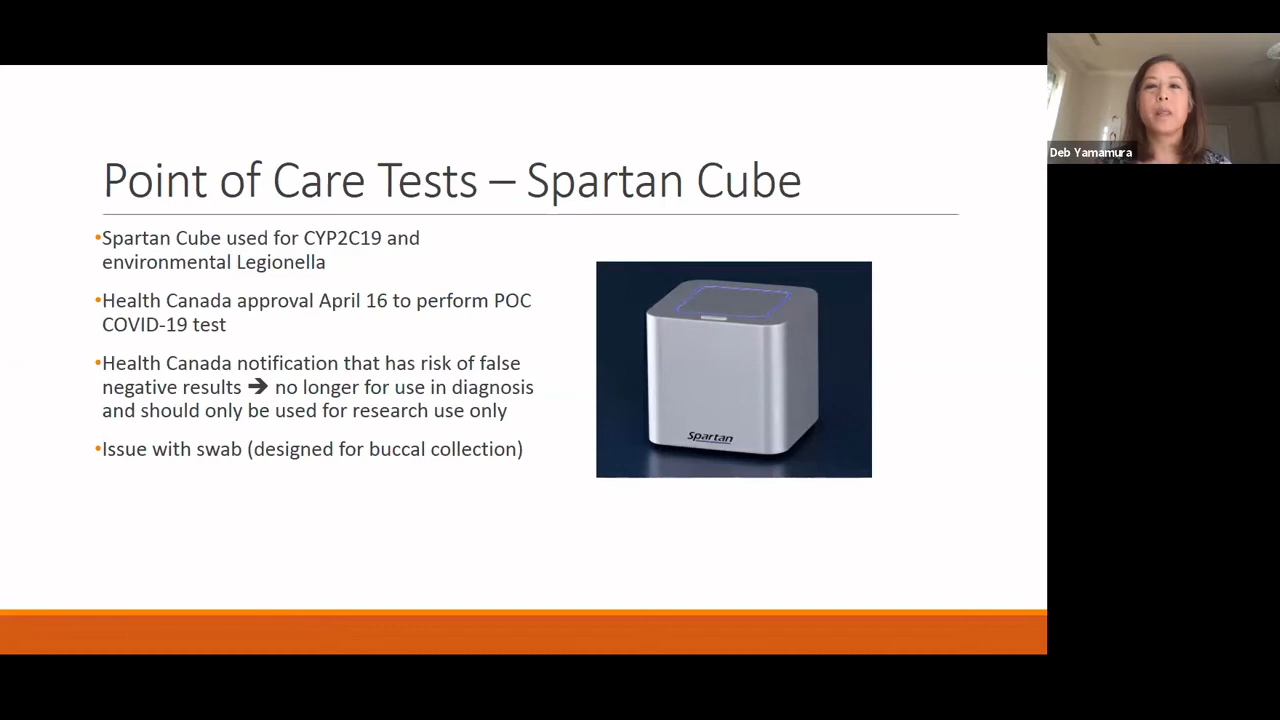 Point of Care Tests – Spartan Cube
•Spartan Cube used for CYP2C19 and
environmental Legionella
•Health Canada approval April 16 to perform POC
COVID-19 test
•Health Canada notification that has risk of false
negative results ➔ no longer for use in diagnosis
and should only be used for research use only
•Issue with swab (designed for buccal collection)
Spartan
Deb Yamamura